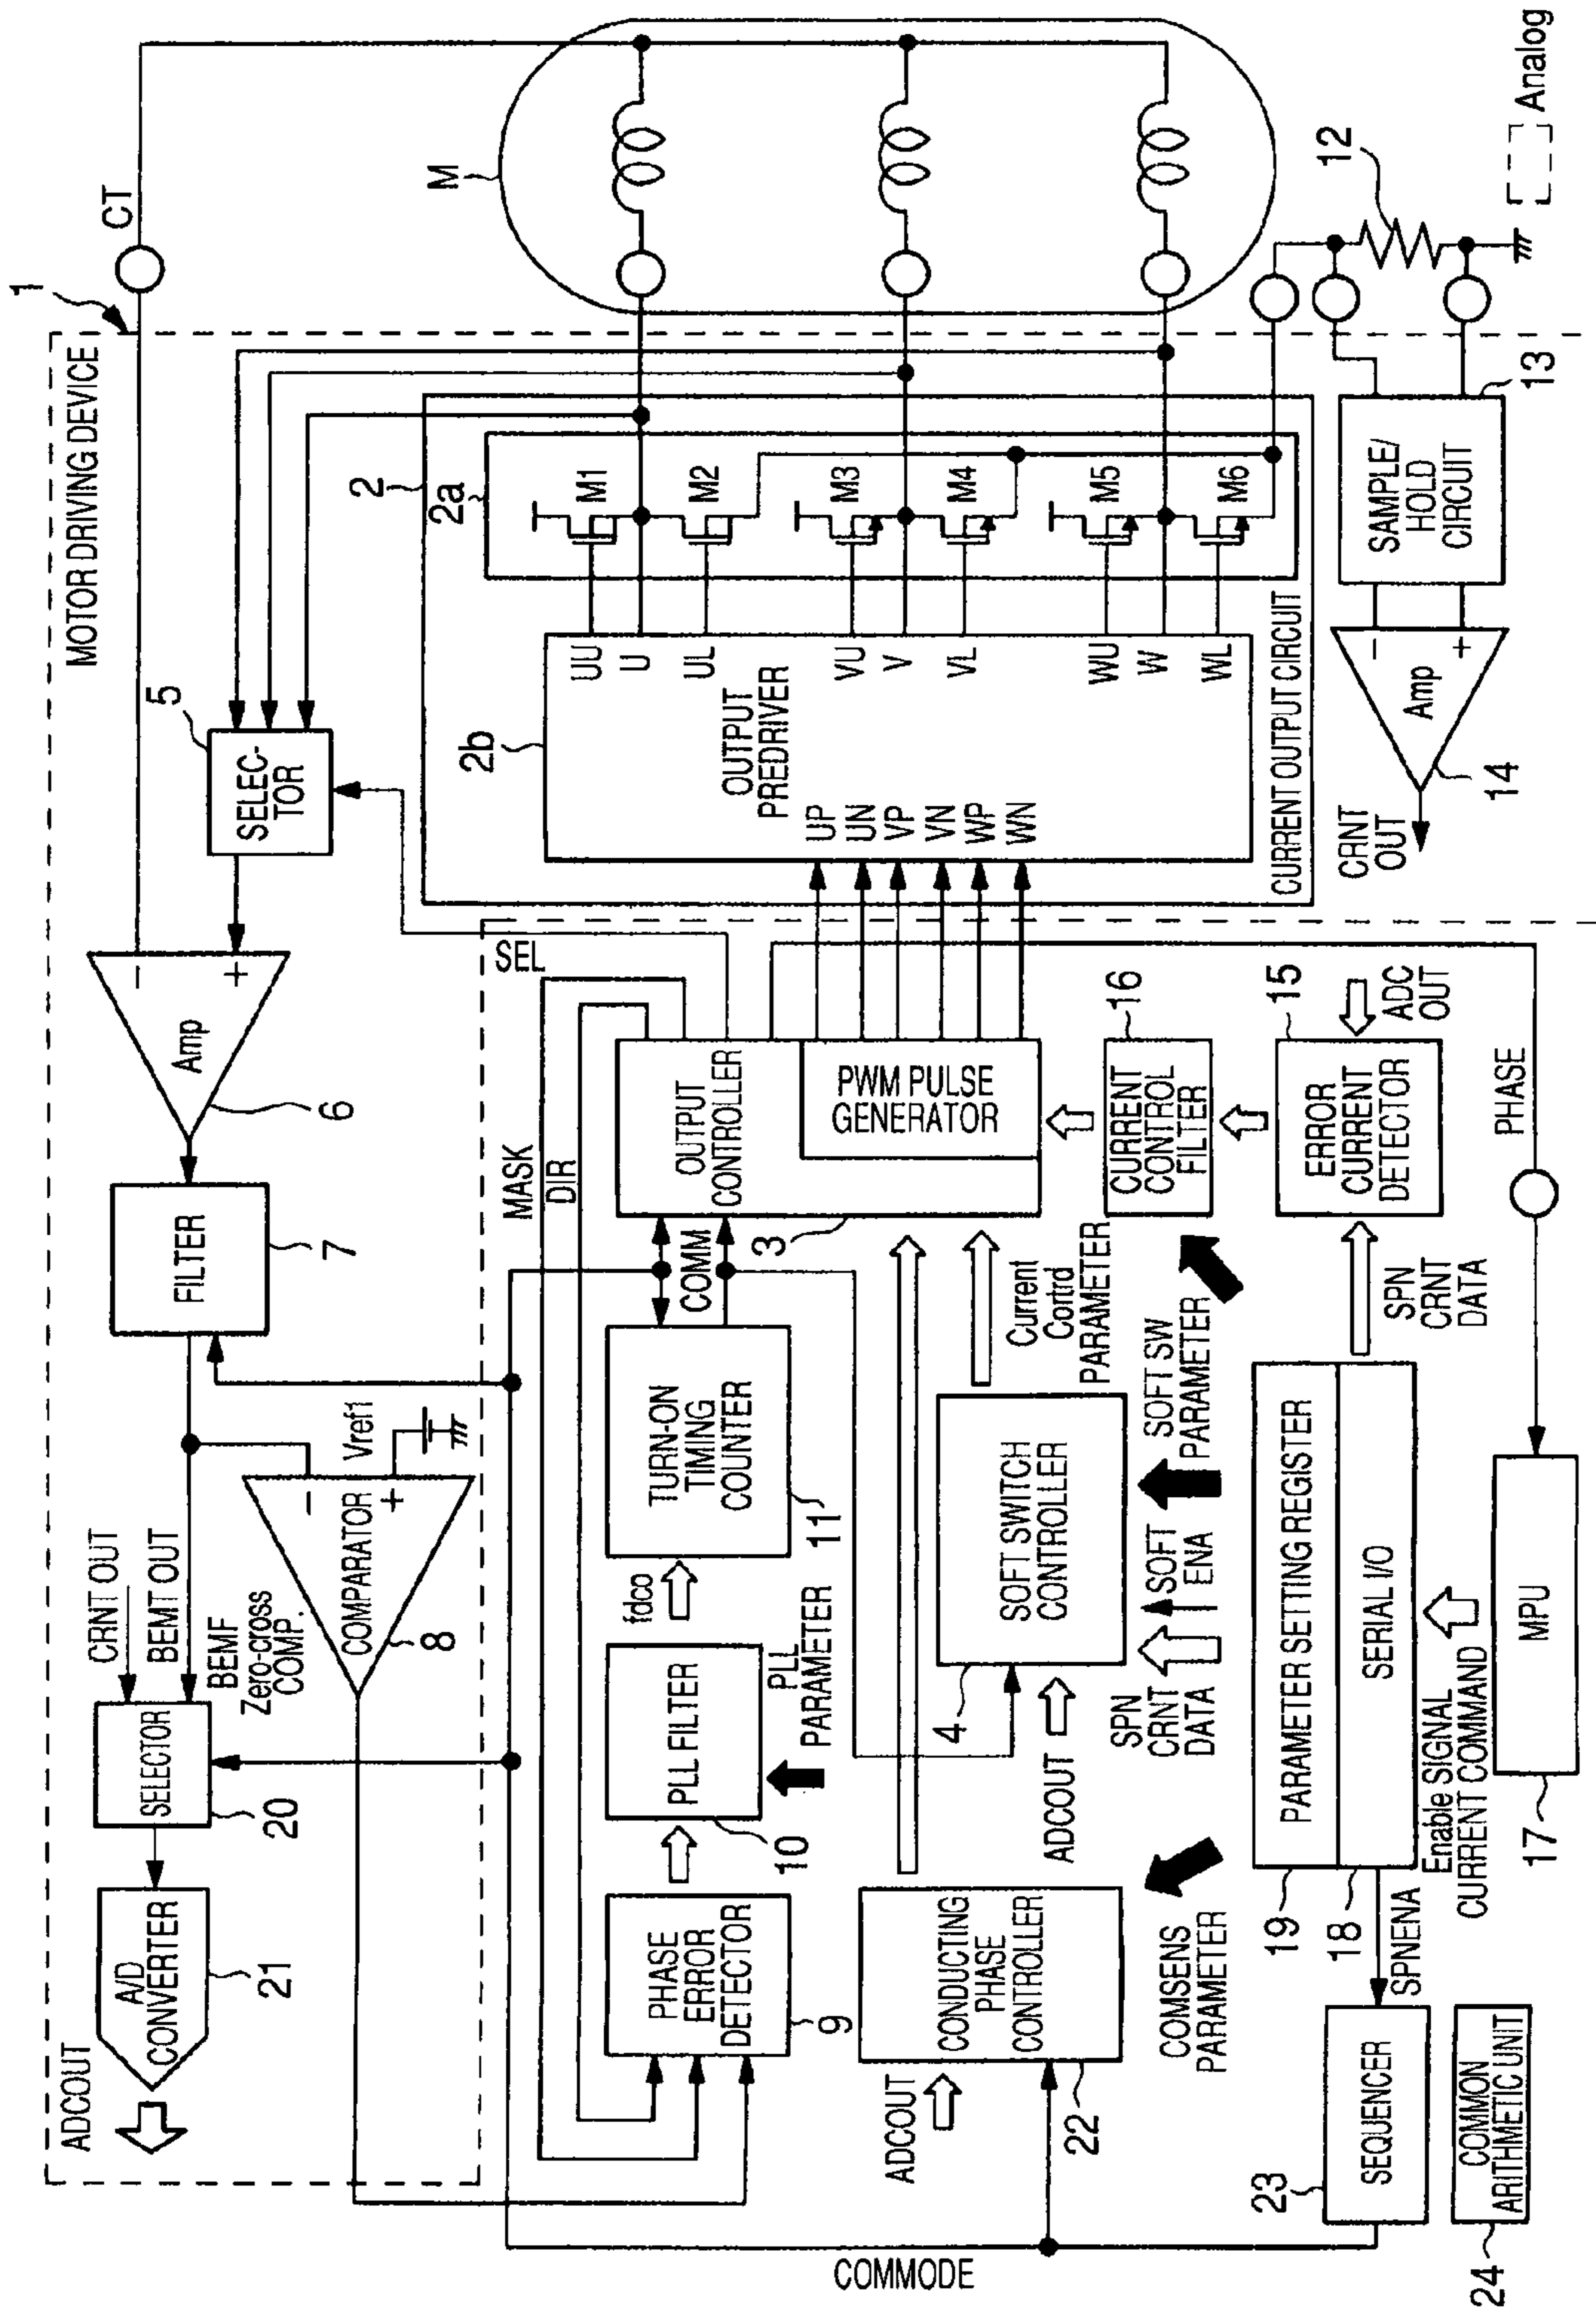 1
MOTOR DRIVING DEVICE
CT
M
ADCOUT
A/D
CONVERTER
21
SELECTOR
20
CRNT OUT
BEMT OUT
BEMF
Zero-cross
COMP.
COMPARATOR
-
+
8
Vref1
FILTER
7
Amp
-
+
6
SELEC-
TOR
5
SEL
MASK
DIR
2
2a
M1
M2
M3
M4
M5
M6
2b
OUTPUT
PREDRIVER
UU
U
UL
VU
V
VL
WU
W
WL
UP
UN
VP
VN
WP
WN
CURRENT OUTPUT CIRCUIT
PHASE
ERROR
DETECTOR
9
PLL FILTER
10
PLL
PARAMETER
fdco
TURN-ON
TIMING
COUNTER
11
COMM
OUTPUT
CONTROLLER
PWM PULSE
GENERATOR
3
CONDUCTING
PHASE
CONTROLLER
22
ADCOUT
COMSENS
PARAMETER
SOFT SWITCH
CONTROLLER
4
ADCOUT
SPN
CRNT
DATA
SOFT
ENA
SOFT SW
PARAMETER
Current
Cortrd
PARAMETER
CURRENT
CONTROL
FILTER
16
ERROR
CURRENT
DETECTOR
15
ADC
OUT
SPN
CRNT
DATA
PHASE
CRNT
OUT
Amp
-
+
14
SAMPLE/
HOLD
CIRCUIT
13
12
Analog
PARAMETER SETTING REGISTER
SERIAL I/O
19
18
SPNENA
Enable SIGNAL
CURRENT COMMAND
MPU
17
SEQUENCER
23
COMMON
ARITHMETIC UNIT
24
COMMODE